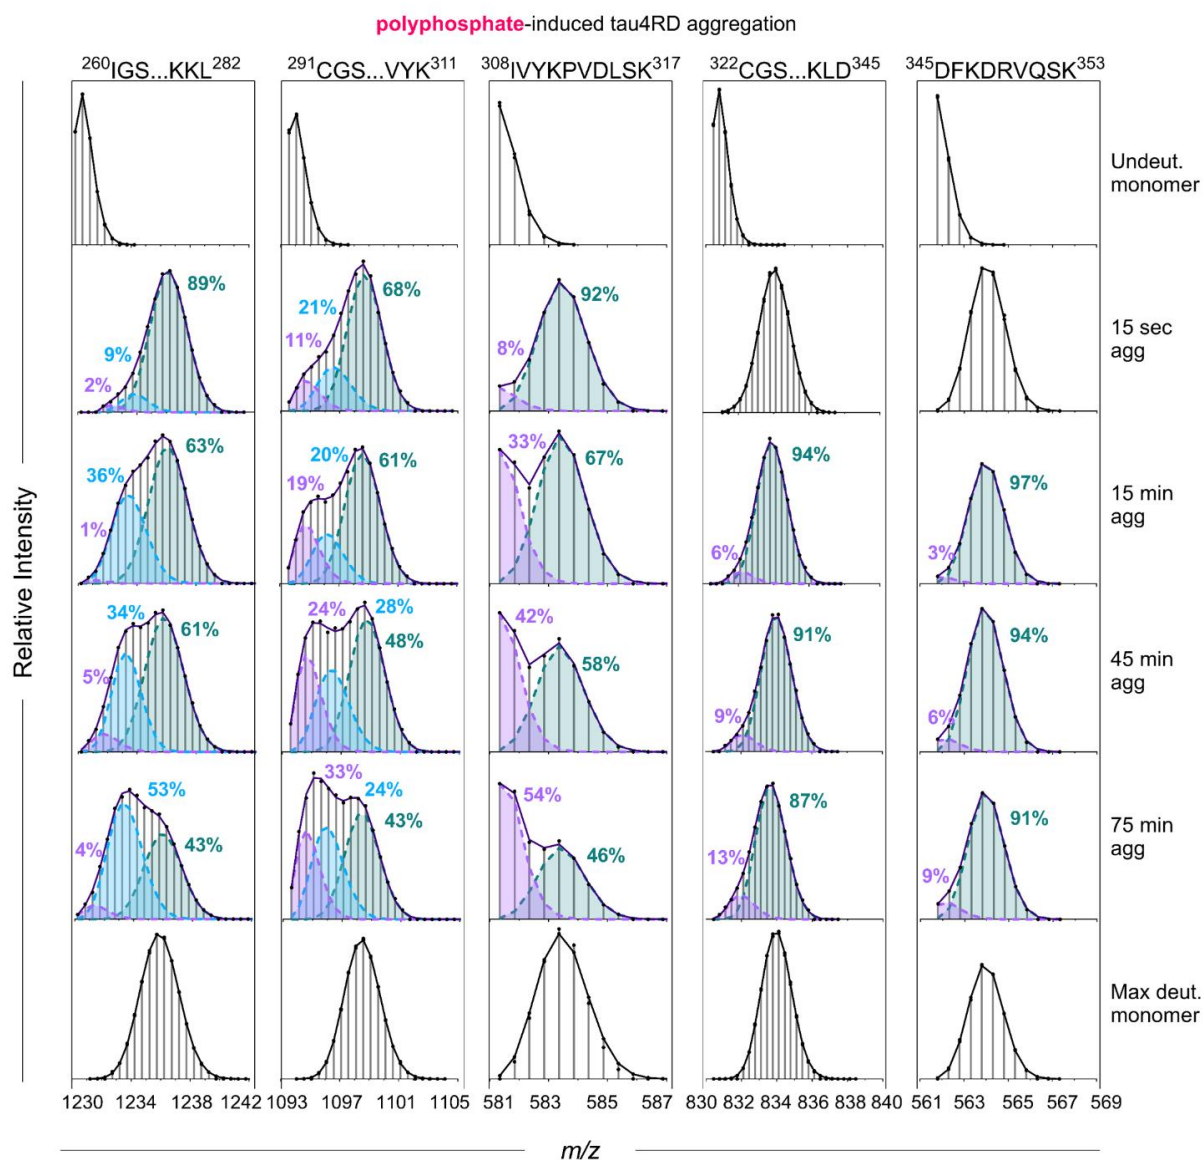 polyphosphate-induced tau4RD aggregation
260IGS...KKL282 291CGS...VYK311 308IVYKPVDLSK317 322CGS...KLD345 345DFKDRVQSK353
Undeut.
monomer
89% 68% 92%
21%
11%
9%
8%
2%
15 sec
agg
63% 20% 61% 33% 67% 94% 97%
36%
19%
1%
6% 3%
15 min
agg
34% 61% 24% 28% 48% 42% 58% 91% 94%
5%
9% 6%
45 min
agg
53% 33% 24% 54% 87% 91%
4% 43% 43% 46%
13% 9%
75 min
agg
Max deut.
monomer
Relative Intensity
1230 1234 1238 1242 1093 1097 1101 1105 581 583 585 587 830 832 834 836 838 840 561 563 565 567 569
m/z